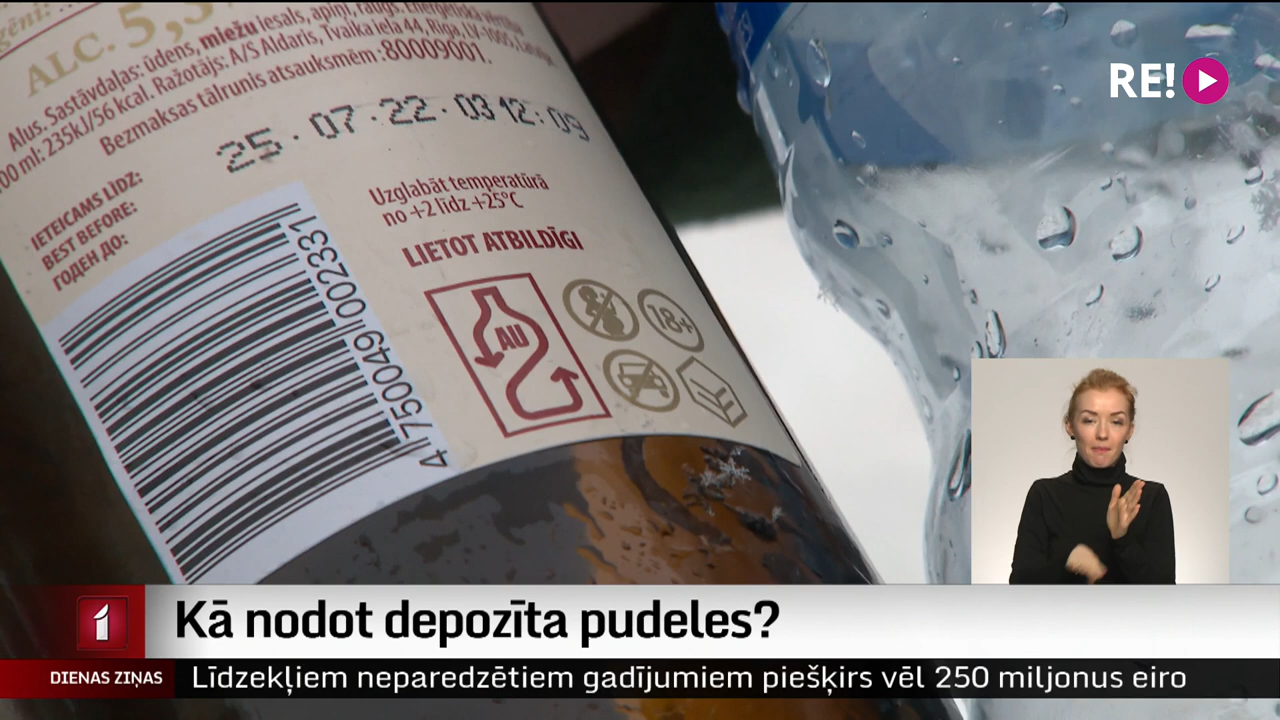 ALC. 5,3
Alus. Sastāvdaļas: ūdens, miežu iesals, apiņi, raugs. Enerģētiskā vērtība
00 ml: 235kJ/56 kcal. Ražotājs: A/S Aldaris, Tvaika iela 44, Rīga, LV-1005,
Bezmaksas tālrunis atsauksmēm:80009001.
25.07.22.03 12:09
IETEICAMS LĪDZ:
BEST BEFORE:
ГОДЕН ДО:
Uzglabāt temperatūrā
no +2 līdz +25°C
LIETOT ATBILDĪGI
AU
18+
4 750049 002331
RE!
1
Kā nodot depozīta pudeles?
DIENAS ZIŅAS
Līdzekļiem neparedzētiem gadījumiem piešķirs vēl 250 miljonus eiro